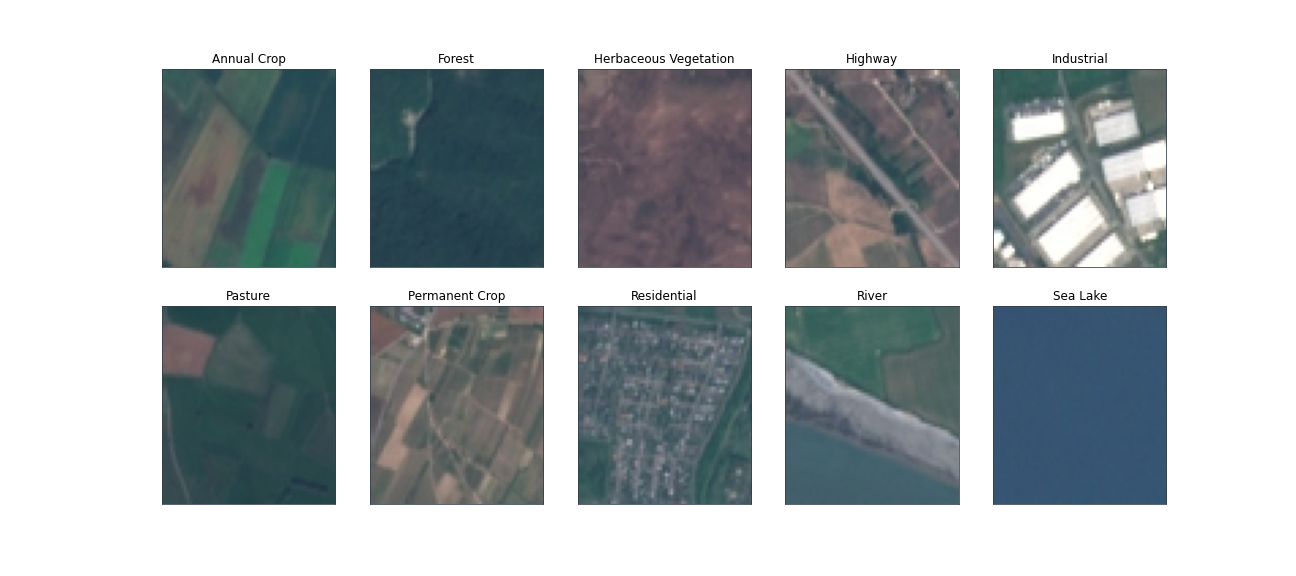 Annual Crop
Forest
Herbaceous Vegetation
Highway
Industrial
Pasture
Permanent Crop
Residential
River
Sea Lake